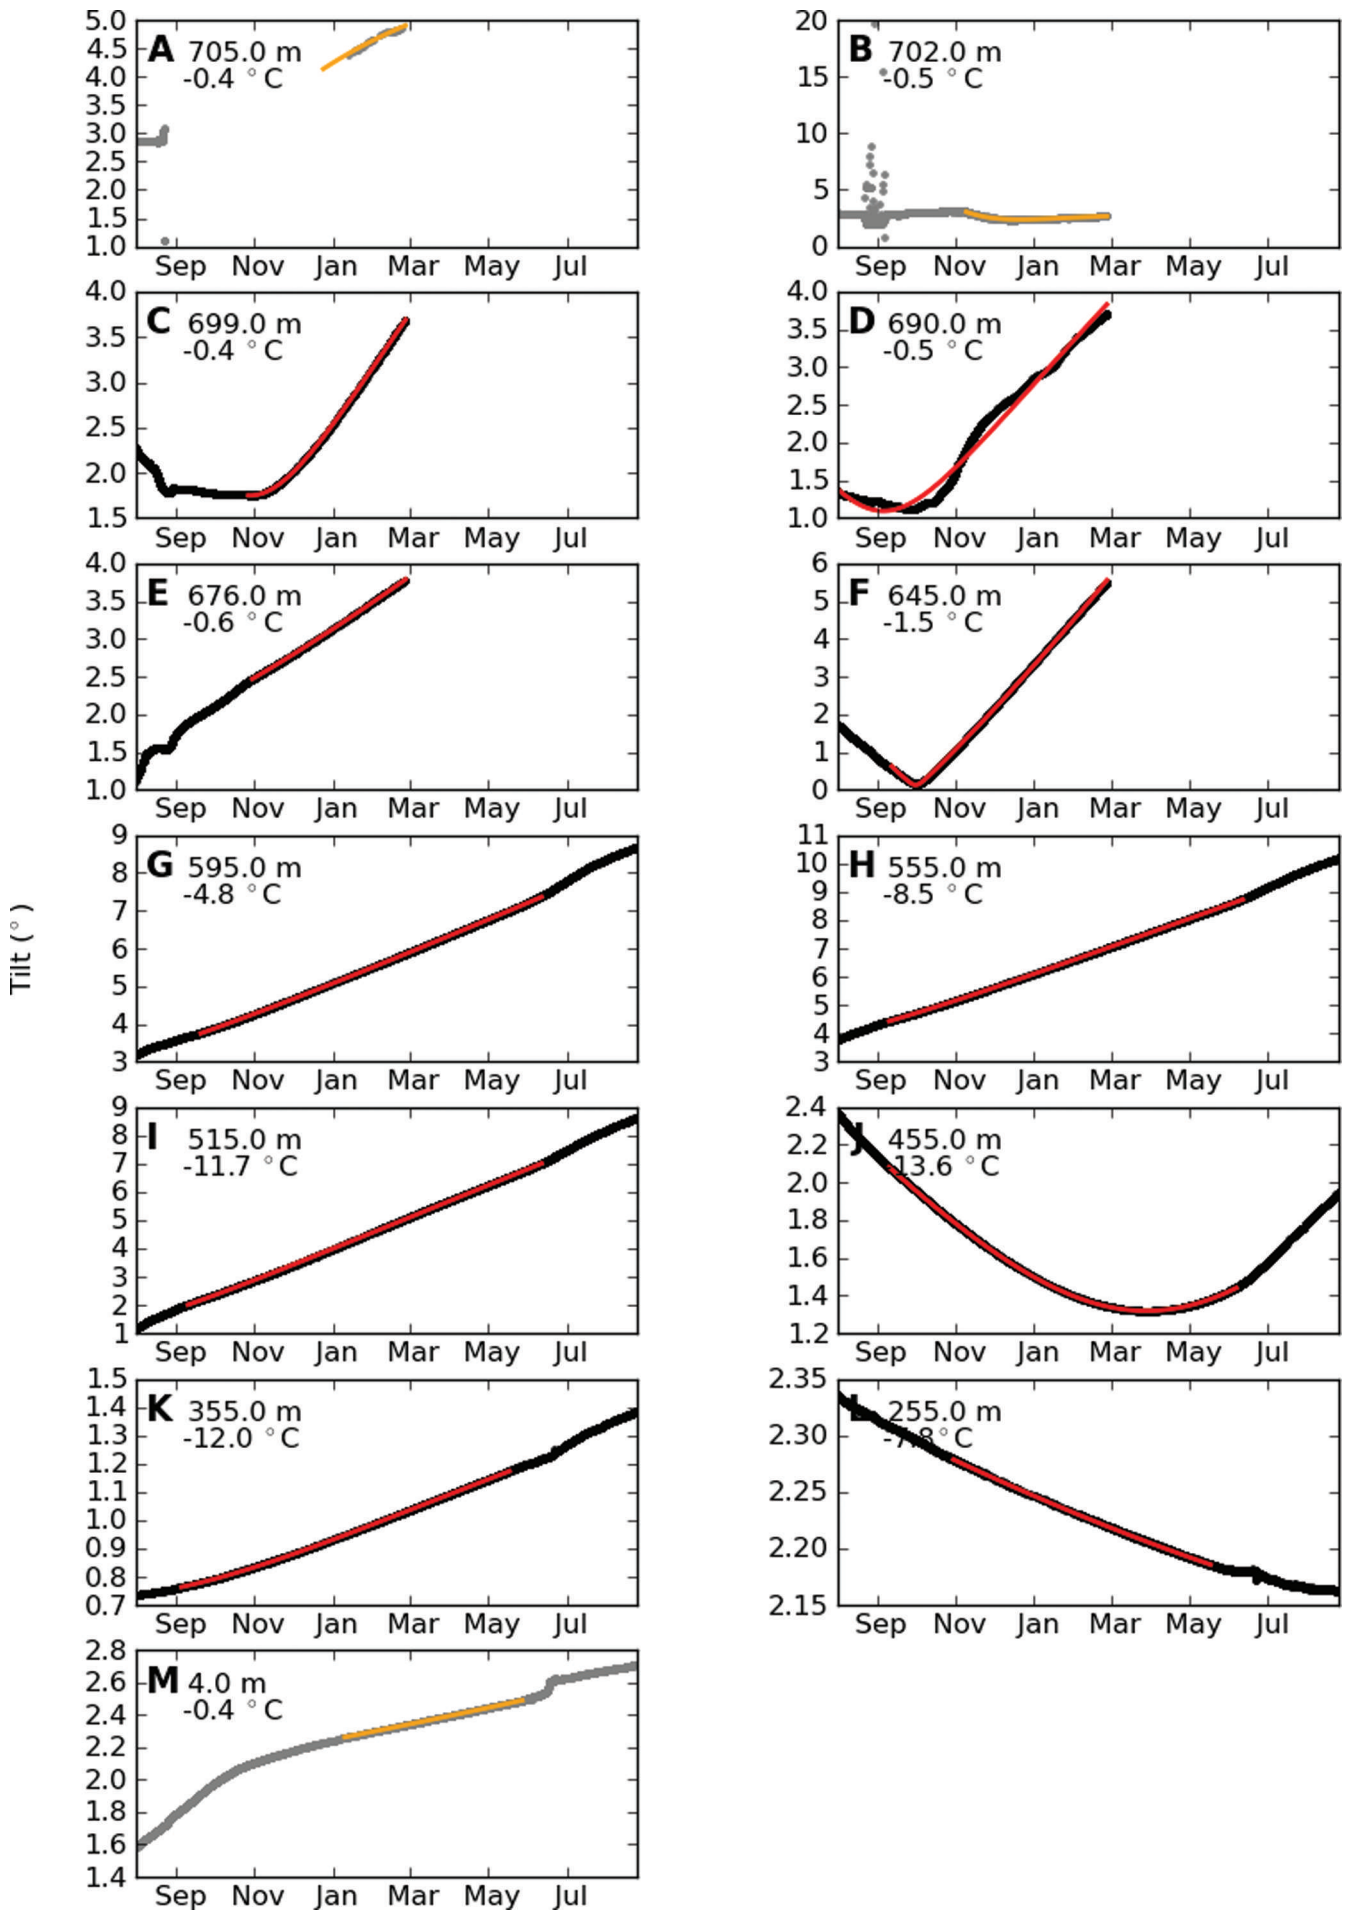 Tilt (°)
A 705.0 m
-0.4 °C
5.0
4.5
4.0
3.5
3.0
2.5
2.0
1.5
1.0
Sep Nov Jan Mar May Jul
B 702.0 m
-0.5 °C
20
15
10
5
0
Sep Nov Jan Mar May Jul
C 699.0 m
-0.4 °C
4.0
3.5
3.0
2.5
2.0
1.5
Sep Nov Jan Mar May Jul
D 690.0 m
-0.5 °C
4.0
3.5
3.0
2.5
2.0
1.5
1.0
Sep Nov Jan Mar May Jul
E 676.0 m
-0.6 °C
4.0
3.5
3.0
2.5
2.0
1.5
1.0
Sep Nov Jan Mar May Jul
F 645.0 m
-1.5 °C
6
5
4
3
2
1
0
Sep Nov Jan Mar May Jul
G 595.0 m
-4.8 °C
9
8
7
6
5
4
3
Sep Nov Jan Mar May Jul
H 555.0 m
-8.5 °C
11
10
9
8
7
6
5
4
3
Sep Nov Jan Mar May Jul
I 515.0 m
-11.7 °C
9
8
7
6
5
4
3
2
1
Sep Nov Jan Mar May Jul
J 455.0 m
-13.6 °C
2.4
2.2
2.0
1.8
1.6
1.4
1.2
Sep Nov Jan Mar May Jul
K 355.0 m
-12.0 °C
1.5
1.4
1.3
1.2
1.1
1.0
0.9
0.8
0.7
Sep Nov Jan Mar May Jul
L 255.0 m
-7.8 °C
2.35
2.30
2.25
2.20
2.15
Sep Nov Jan Mar May Jul
M 4.0 m
-0.4 °C
2.8
2.6
2.4
2.2
2.0
1.8
1.6
1.4
Sep Nov Jan Mar May Jul